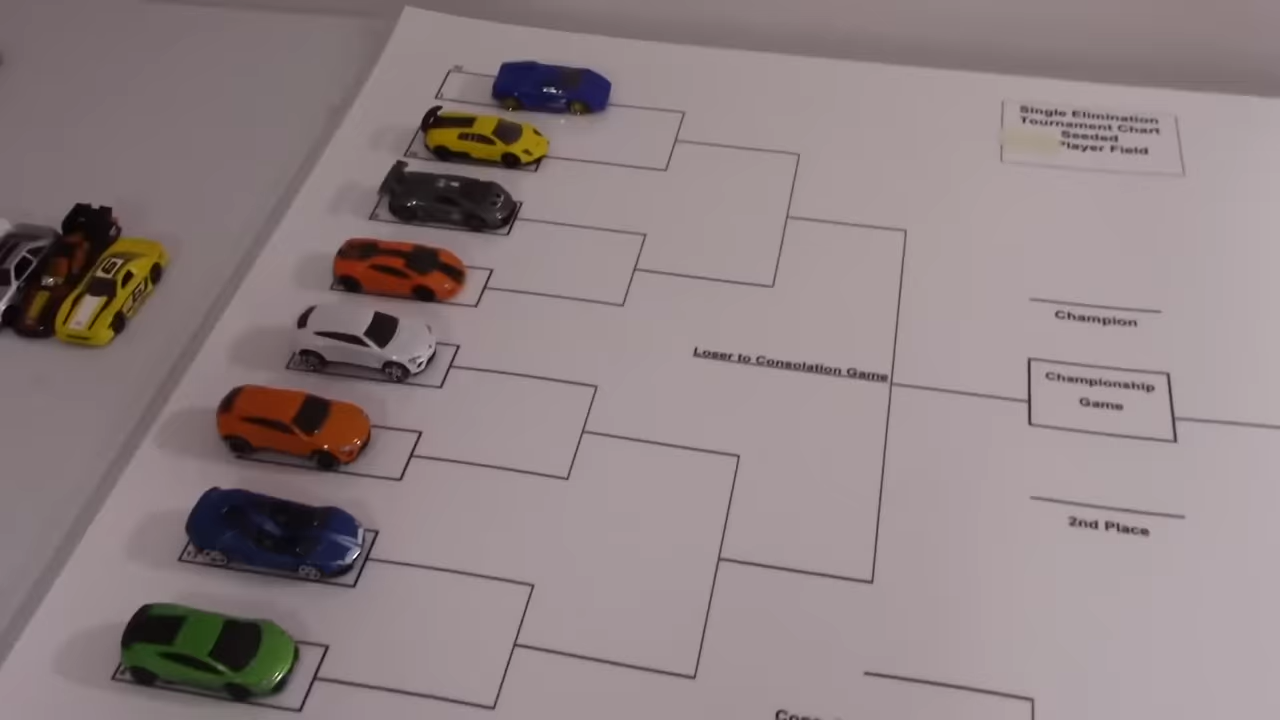 Single Elimination
Tournament Chart
Seeded
Player Field
Champion
Loser to Consolation Game
Championship
Game
2nd Place